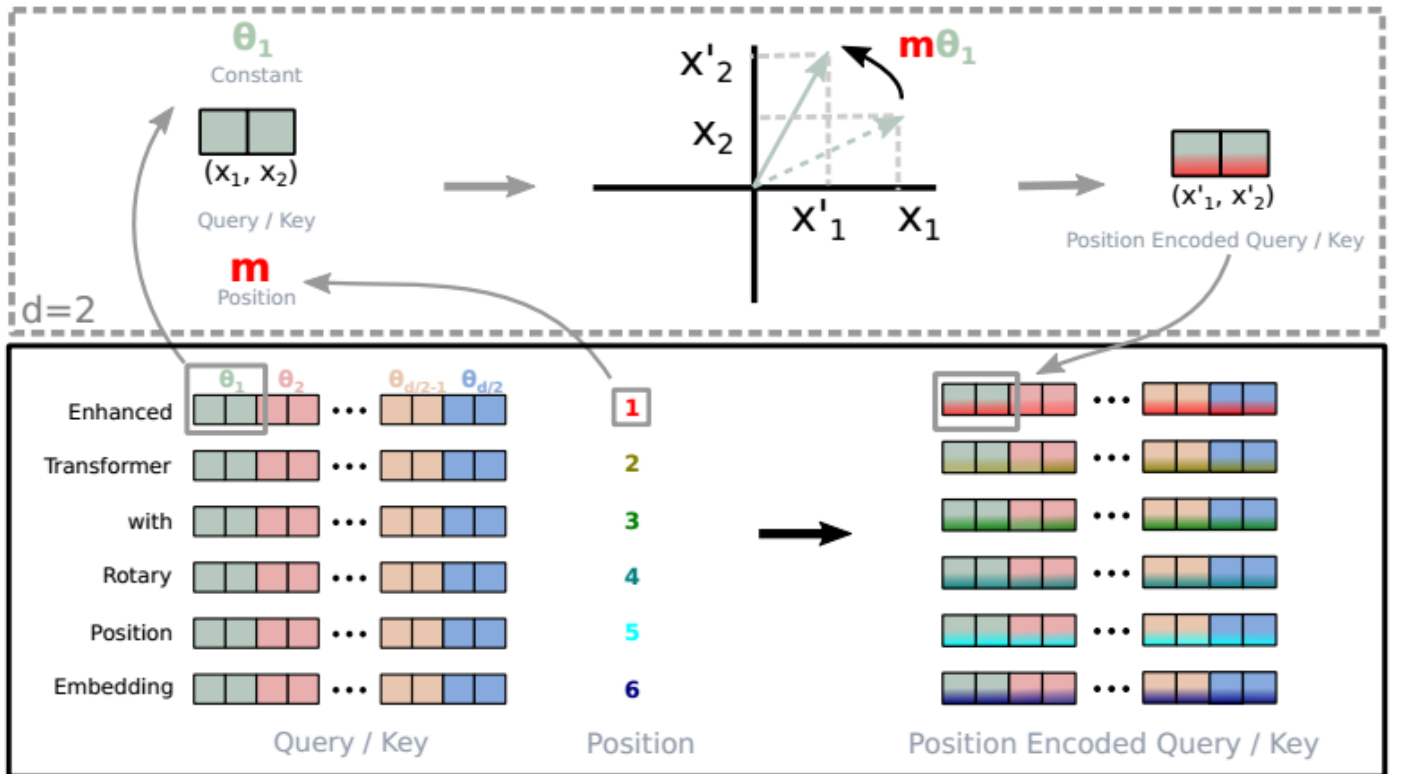 θ₁
Constant
(x₁, x₂)
Query / Key
m
Position
d=2
x'₂
x₂
x'₁ x₁
mθ₁
(x'₁, x'₂)
Position Encoded Query / Key
θ₁ θ₂ θd/2-1 θd/2
Enhanced ••• 1 •••
Transformer ••• 2 •••
with ••• 3 •••
Rotary ••• 4 •••
Position ••• 5 •••
Embedding ••• 6 •••
Query / Key Position Position Encoded Query / Key